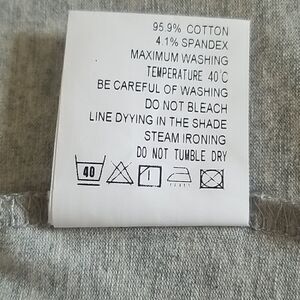 95.9% COTTON
4.1% SPANDEX
MAXIMUM WASHING
TEMPERATURE 40°C
BE CAREFUL OF WASHING
DO NOT BLEACH
LINE DYYING IN THE SHADE
STEAM IRONING
DO NOT TUMBLE DRY
40